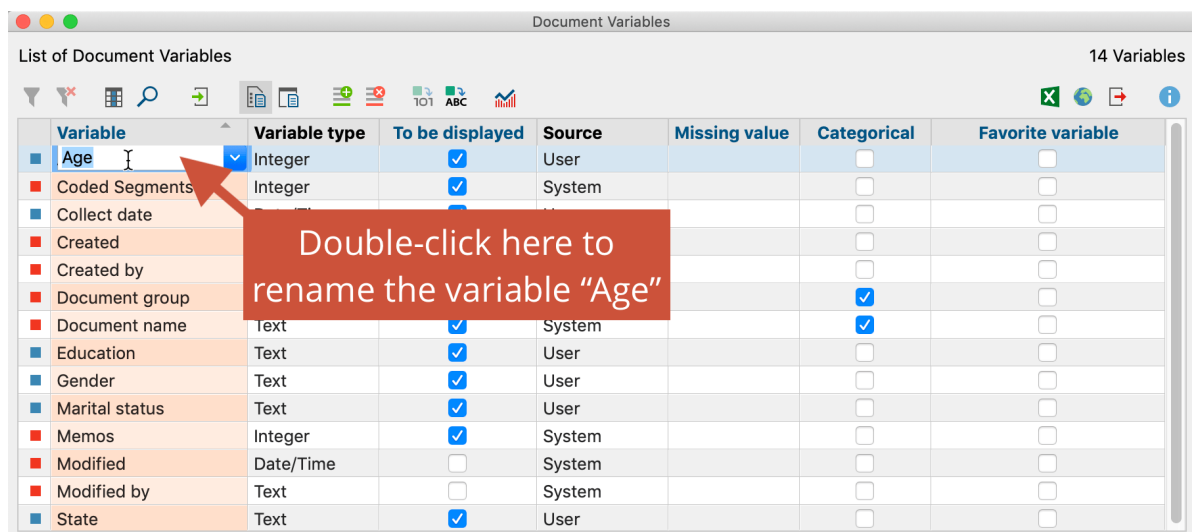 Document Variables
List of Document Variables 14 Variables
101 ABC
Variable Variable type To be displayed Source Missing value Categorical Favorite variable
Age Integer User
Coded Segments Integer System
Collect date
Created
Created by
Document group
Double-click here to
rename the variable “Age”
Document name Text System
Education Text User
Gender Text User
Marital status Text User
Memos Integer System
Modified Date/Time System
Modified by Text System
State Text User